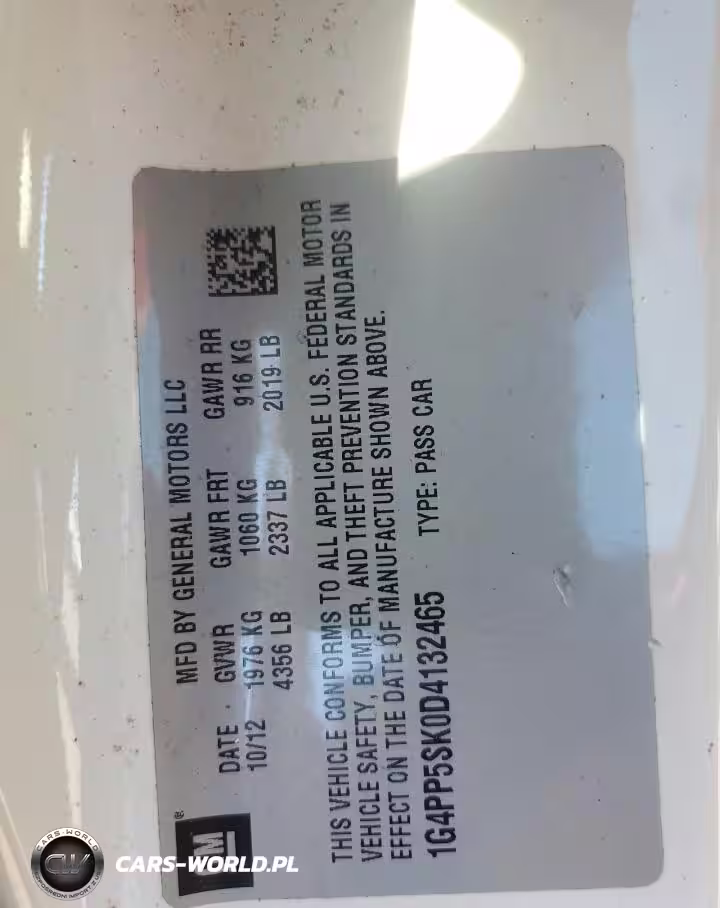 GM®
MFD BY GENERAL MOTORS LLC
DATE GVWR GAWR FRT GAWR RR
10/12 1976 KG 1060 KG 916 KG
4356 LB 2337 LB 2019 LB
THIS VEHICLE CONFORMS TO ALL APPLICABLE U.S. FEDERAL MOTOR
VEHICLE SAFETY, BUMPER, AND THEFT PREVENTION STANDARDS IN
EFFECT ON THE DATE OF MANUFACTURE SHOWN ABOVE.
1G4PP5SK0D4132465 TYPE: PASS CAR
CARS-WORLD
CW
CARS-WORLD.PL